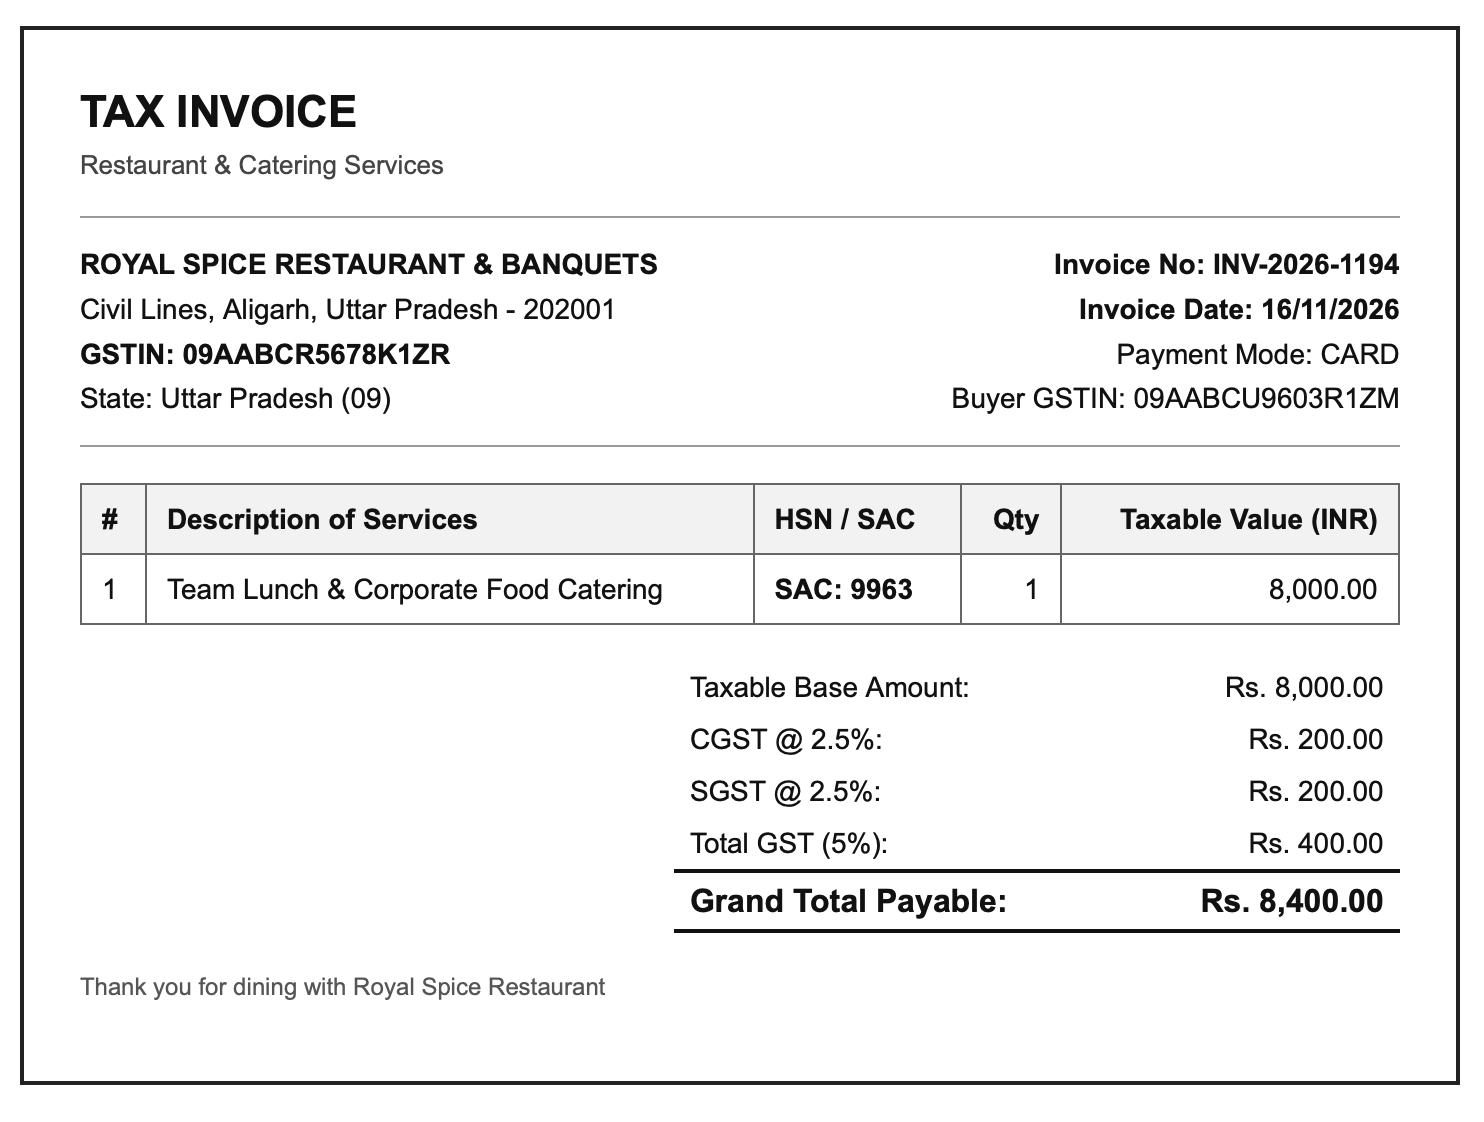 TAX INVOICE
Restaurant & Catering Services
ROYAL SPICE RESTAURANT & BANQUETS
Civil Lines, Aligarh, Uttar Pradesh - 202001
GSTIN: 09AABCR5678K1ZR
State: Uttar Pradesh (09)
Invoice No: INV-2026-1194
Invoice Date: 16/11/2026
Payment Mode: CARD
Buyer GSTIN: 09AABCU9603R1ZM
# Description of Services HSN / SAC Qty Taxable Value (INR)
1 Team Lunch & Corporate Food Catering SAC: 9963 1 8,000.00
Taxable Base Amount: Rs. 8,000.00
CGST @ 2.5%: Rs. 200.00
SGST @ 2.5%: Rs. 200.00
Total GST (5%): Rs. 400.00
Grand Total Payable: Rs. 8,400.00
Thank you for dining with Royal Spice Restaurant